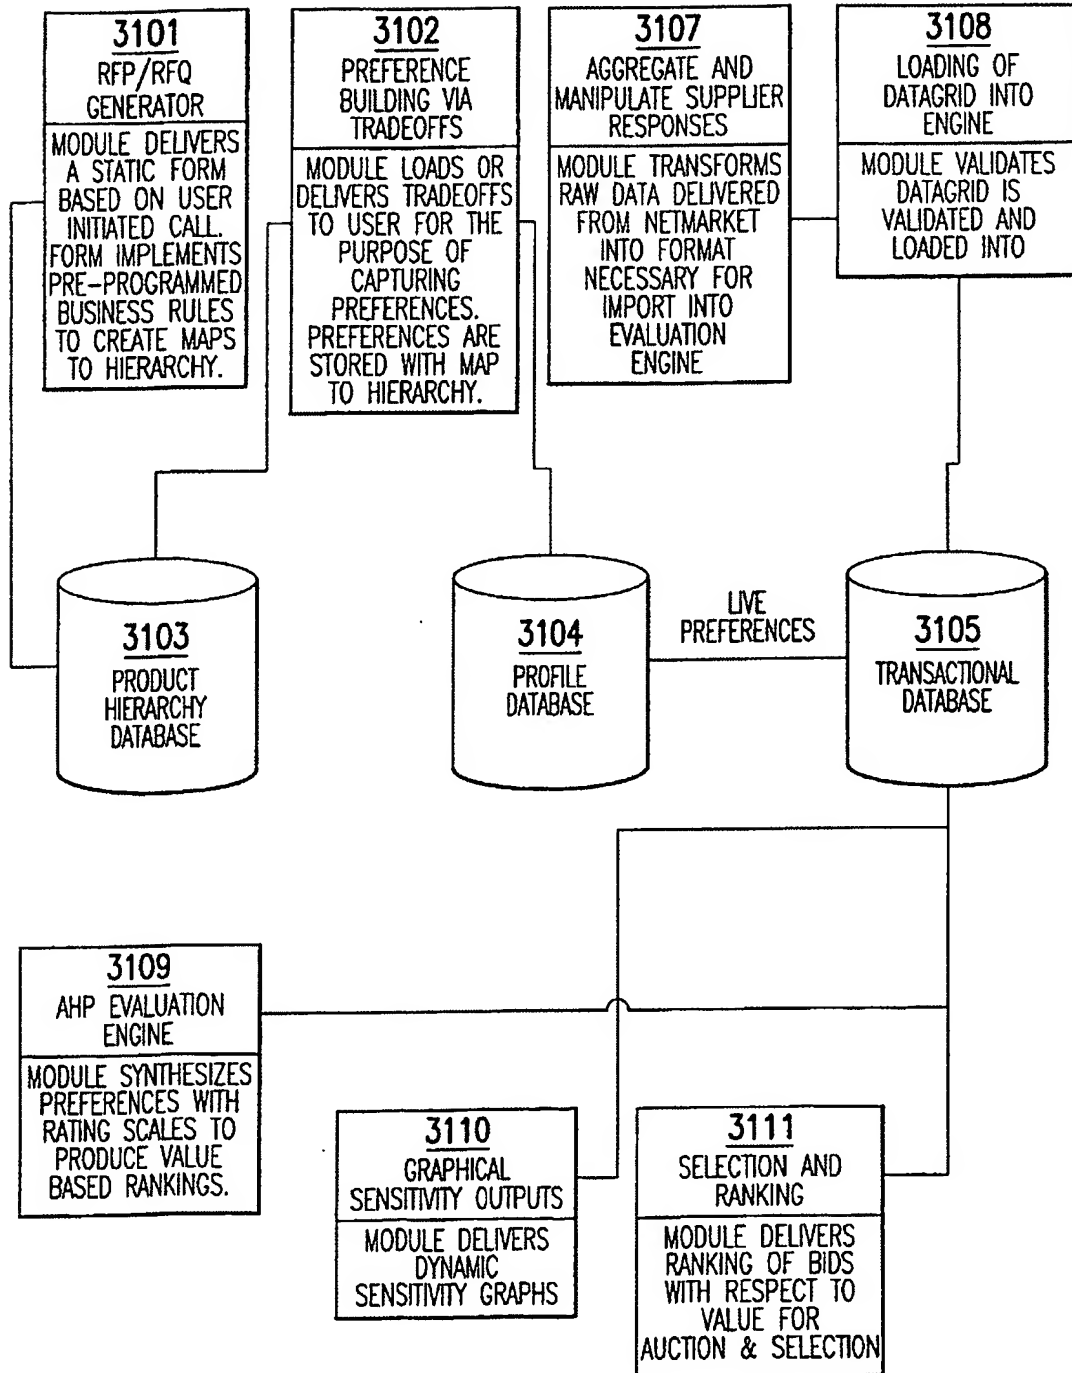 3101
RFP/RFQ
GENERATOR
MODULE DELIVERS
A STATIC FORM
BASED ON USER
INITIATED CALL.
FORM IMPLEMENTS
PRE-PROGRAMMED
BUSINESS RULES
TO CREATE MAPS
TO HIERARCHY.
3102
PREFERENCE
BUILDING VIA
TRADEOFFS
MODULE LOADS OR
DELIVERS TRADEOFFS
TO USER FOR THE
PURPOSE OF
CAPTURING
PREFERENCES.
PREFERENCES ARE
STORED WITH MAP
TO HIERARCHY.
3107
AGGREGATE AND
MANIPULATE SUPPLIER
RESPONSES
MODULE TRANSFORMS
RAW DATA DELIVERED
FROM NETMARKET
INTO FORMAT
NECESSARY FOR
IMPORT INTO
EVALUATION
ENGINE
3108
LOADING OF
DATAGRID INTO
ENGINE
MODULE VALIDATES
DATAGRID IS
VALIDATED AND
LOADED INTO
3103
PRODUCT
HIERARCHY
DATABASE
3104
PROFILE
DATABASE
LIVE
PREFERENCES
3105
TRANSACTIONAL
DATABASE
3109
AHP EVALUATION
ENGINE
MODULE SYNTHESIZES
PREFERENCES WITH
RATING SCALES TO
PRODUCE VALUE
BASED RANKINGS.
3110
GRAPHICAL
SENSITIVITY OUTPUTS
MODULE DELIVERS
DYNAMIC
SENSITIVITY GRAPHS
3111
SELECTION AND
RANKING
MODULE DELIVERS
RANKING OF BIDS
WITH RESPECT TO
VALUE FOR
AUCTION & SELECTION